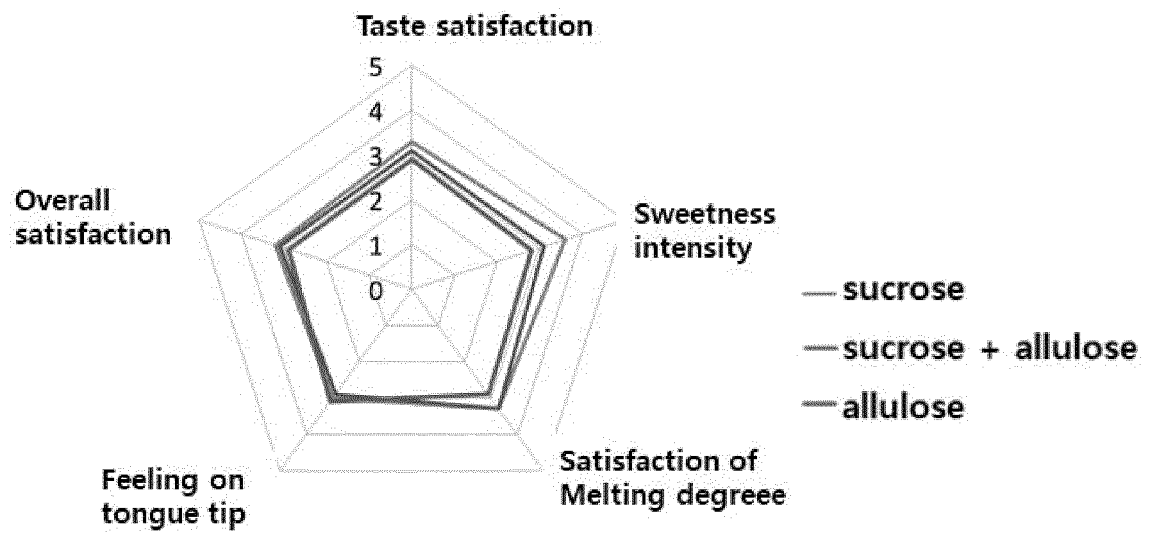 Taste satisfaction
5
4
3
2
1
0
Overall
satisfaction
Sweetness
intensity
sucrose
sucrose + allulose
allulose
Satisfaction of
Melting degreee
Feeling on
tongue tip